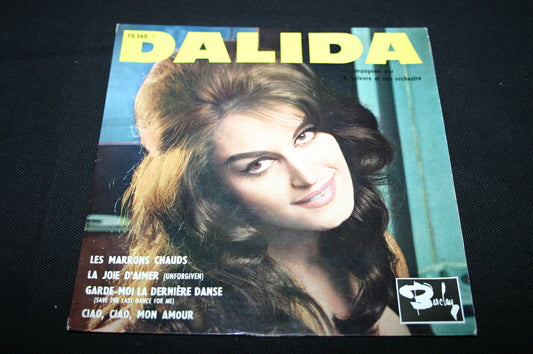 70 360
DALIDA
accompagnée par
R. Lefèvre et son orchestre
LES MARRONS CHAUDS
LA JOIE D'AIMER (UNFORGIVEN)
GARDE-MOI LA DERNIÈRE DANSE
(SAVE THE LAST DANCE FOR ME)
CIAO, CIAO, MON AMOUR
Barclay